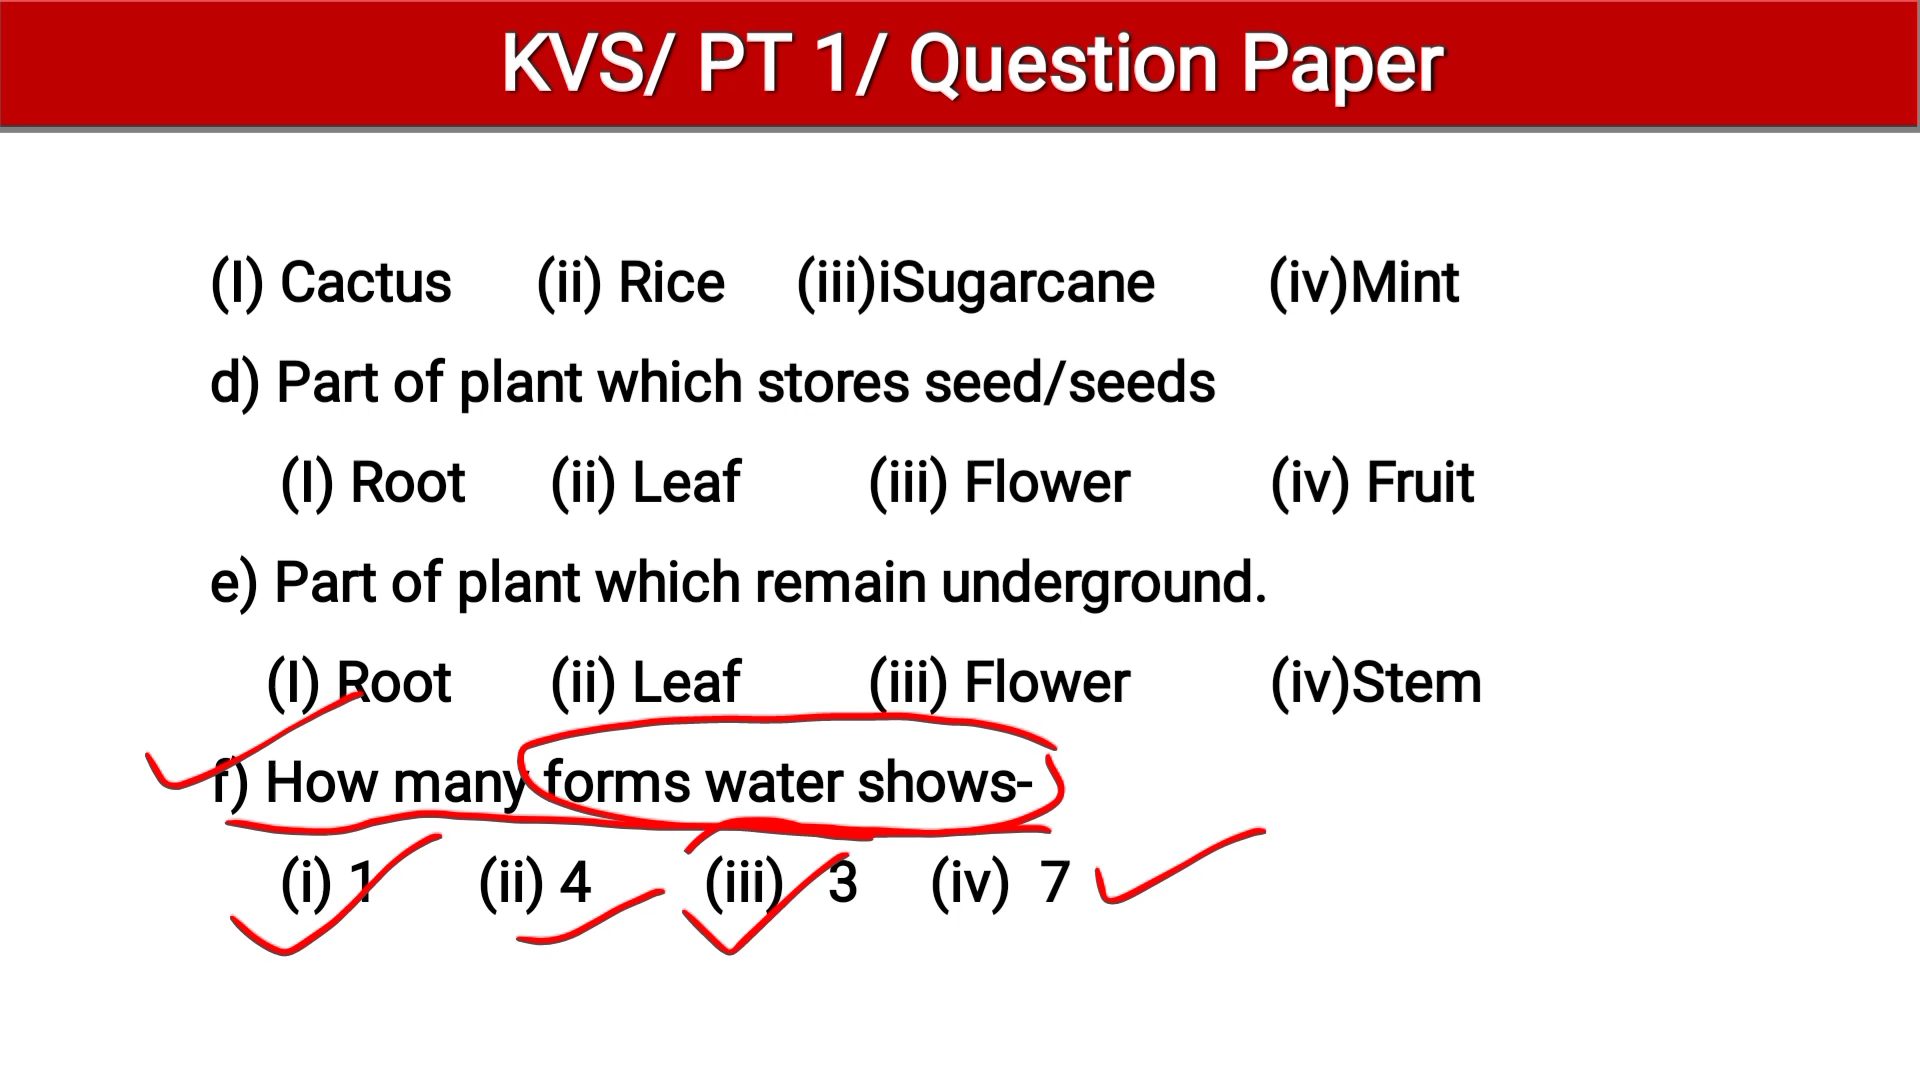 KVS/ PT 1/ Question Paper
(I) Cactus (ii) Rice (iii)iSugarcane (iv)Mint
d) Part of plant which stores seed/seeds
(I) Root (ii) Leaf (iii) Flower (iv) Fruit
e) Part of plant which remain underground.
(I) Root (ii) Leaf (iii) Flower (iv)Stem
f) How many forms water shows-
(i) 1 (ii) 4 (iii) 3 (iv) 7